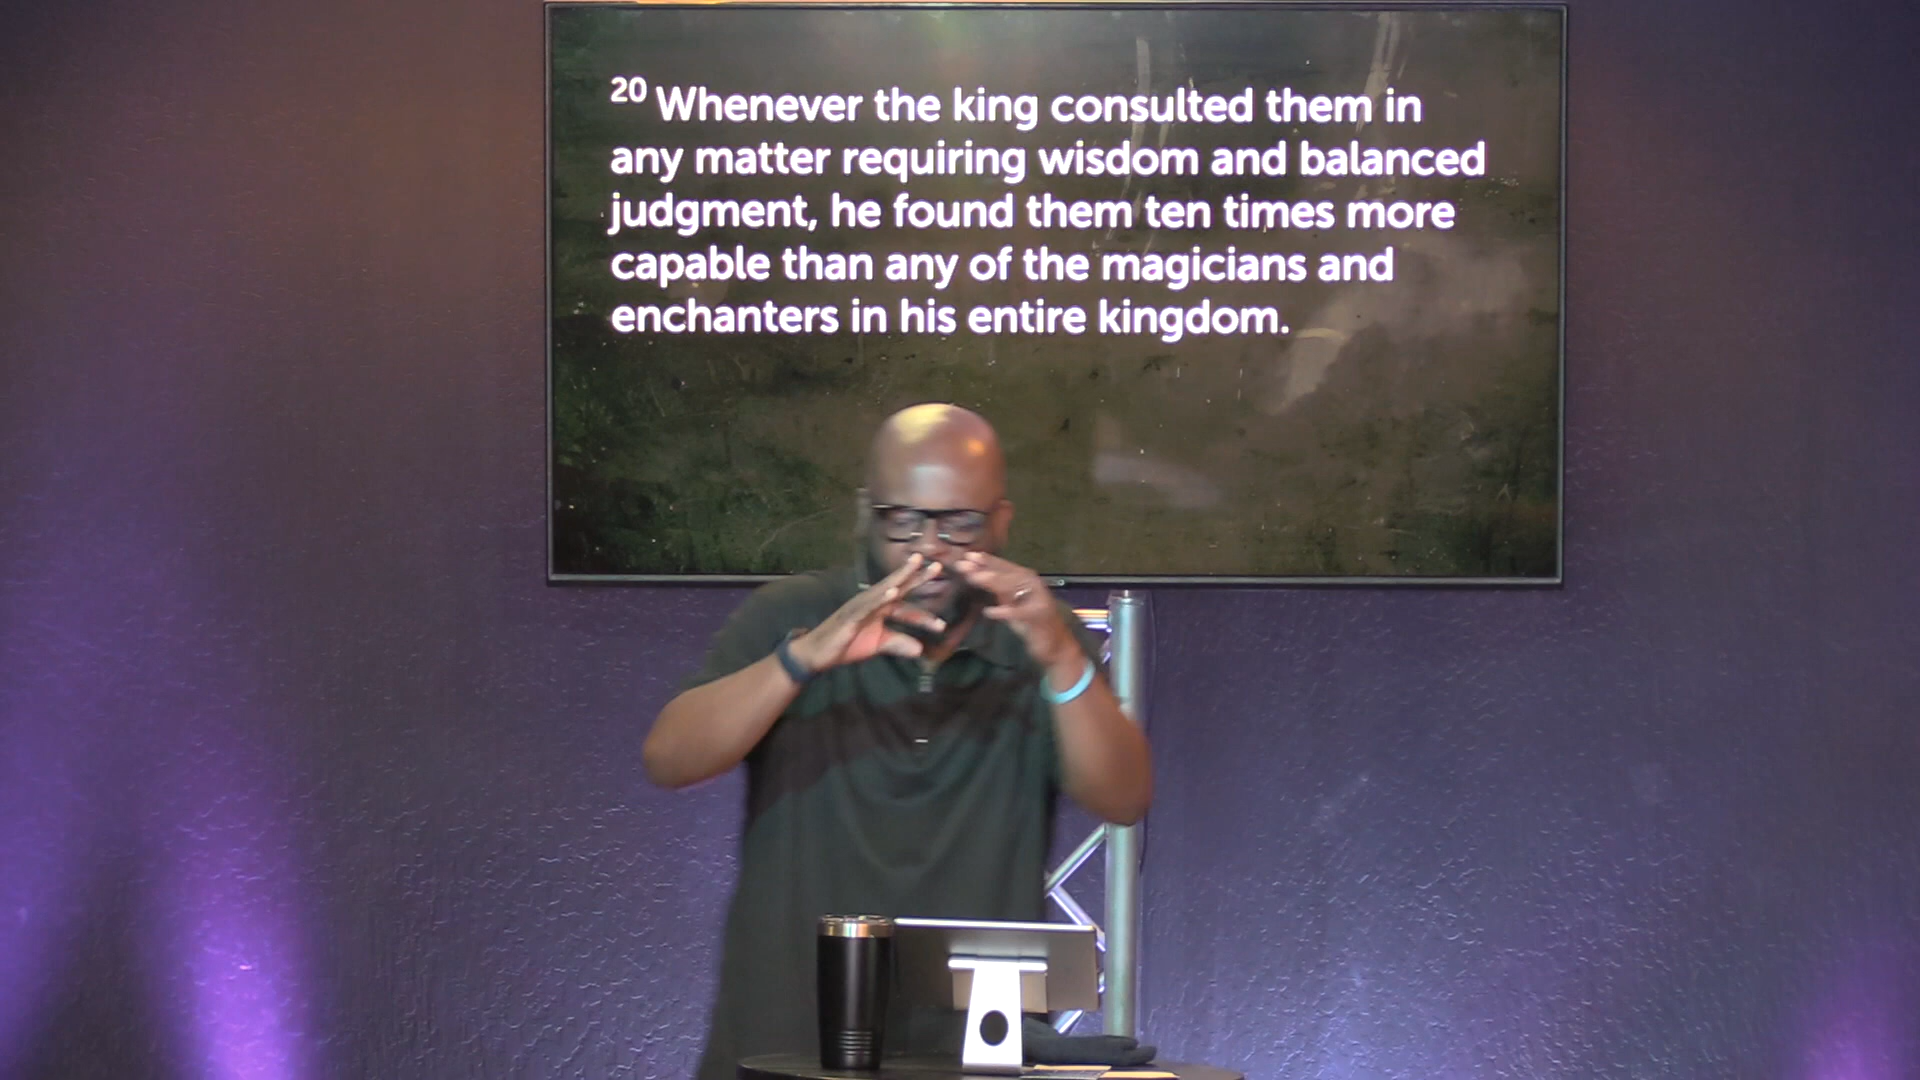 20 Whenever the king consulted them in
any matter requiring wisdom and balanced
judgment, he found them ten times more
capable than any of the magicians and
enchanters in his entire kingdom.